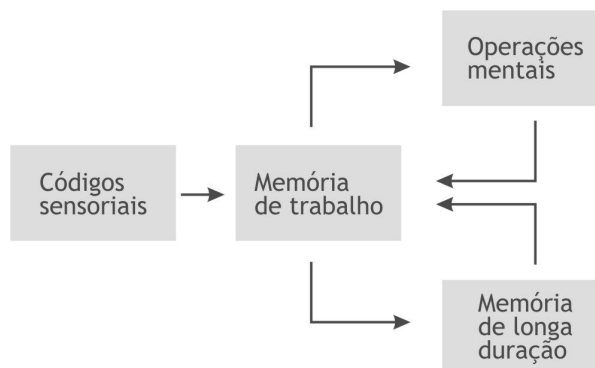 Operações
mentais
Códigos
sensoriais
Memória
de trabalho
Memória
de longa
duração